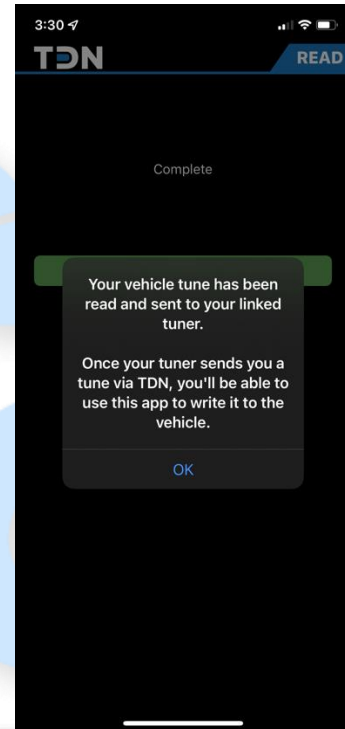 3:30
TDN
READ
Complete
Your vehicle tune has been
read and sent to your linked
tuner.
Once your tuner sends you a
tune via TDN, you'll be able to
use this app to write it to the
vehicle.
OK